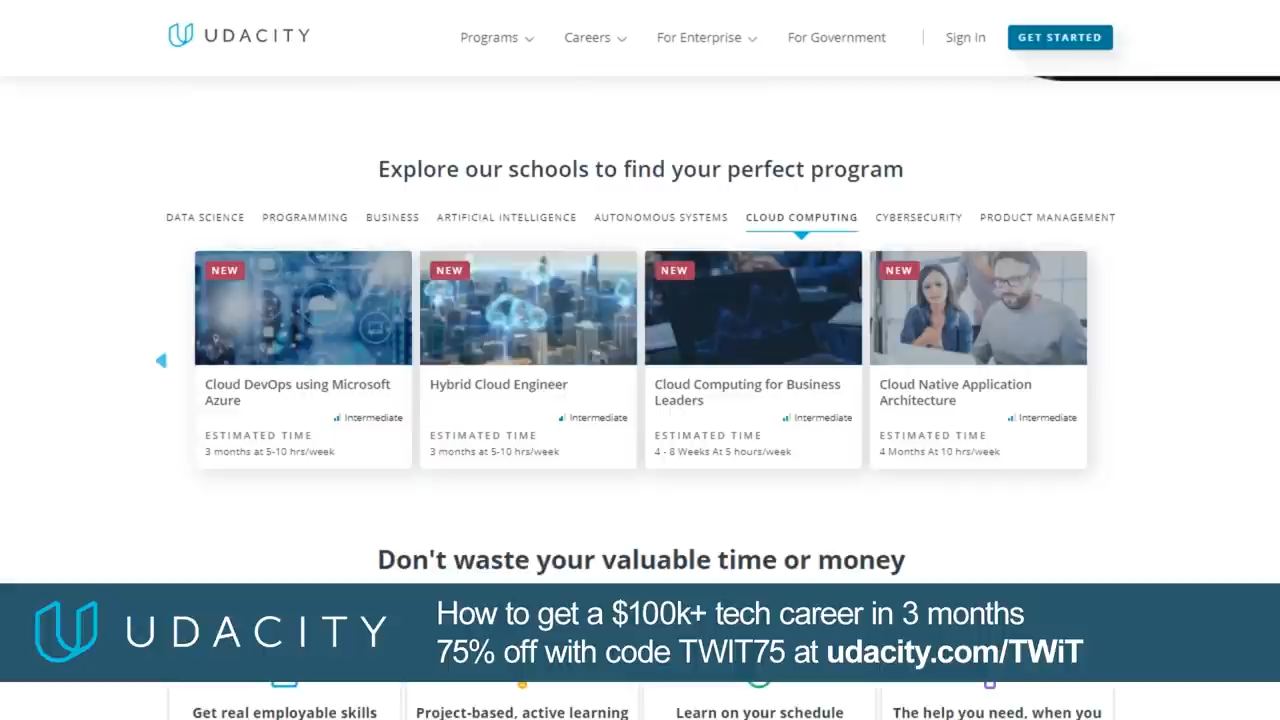 UDACITY
Programs
Careers
For Enterprise
For Government
Sign In
GET STARTED
Explore our schools to find your perfect program
DATA SCIENCE
PROGRAMMING
BUSINESS
ARTIFICIAL INTELLIGENCE
AUTONOMOUS SYSTEMS
CLOUD COMPUTING
CYBERSECURITY
PRODUCT MANAGEMENT
NEW
Cloud DevOps using Microsoft
Azure
Intermediate
ESTIMATED TIME
3 months at 5-10 hrs/week
NEW
Hybrid Cloud Engineer
Intermediate
ESTIMATED TIME
3 months at 5-10 hrs/week
NEW
Cloud Computing for Business
Leaders
Intermediate
ESTIMATED TIME
4 - 8 Weeks At 5 hours/week
NEW
Cloud Native Application
Architecture
Intermediate
ESTIMATED TIME
4 Months At 10 hrs/week
Don't waste your valuable time or money
UDACITY
How to get a $100k+ tech career in 3 months
75% off with code TWIT75 at udacity.com/TWiT
Get real employable skills
Project-based, active learning
Learn on your schedule
The help you need, when you